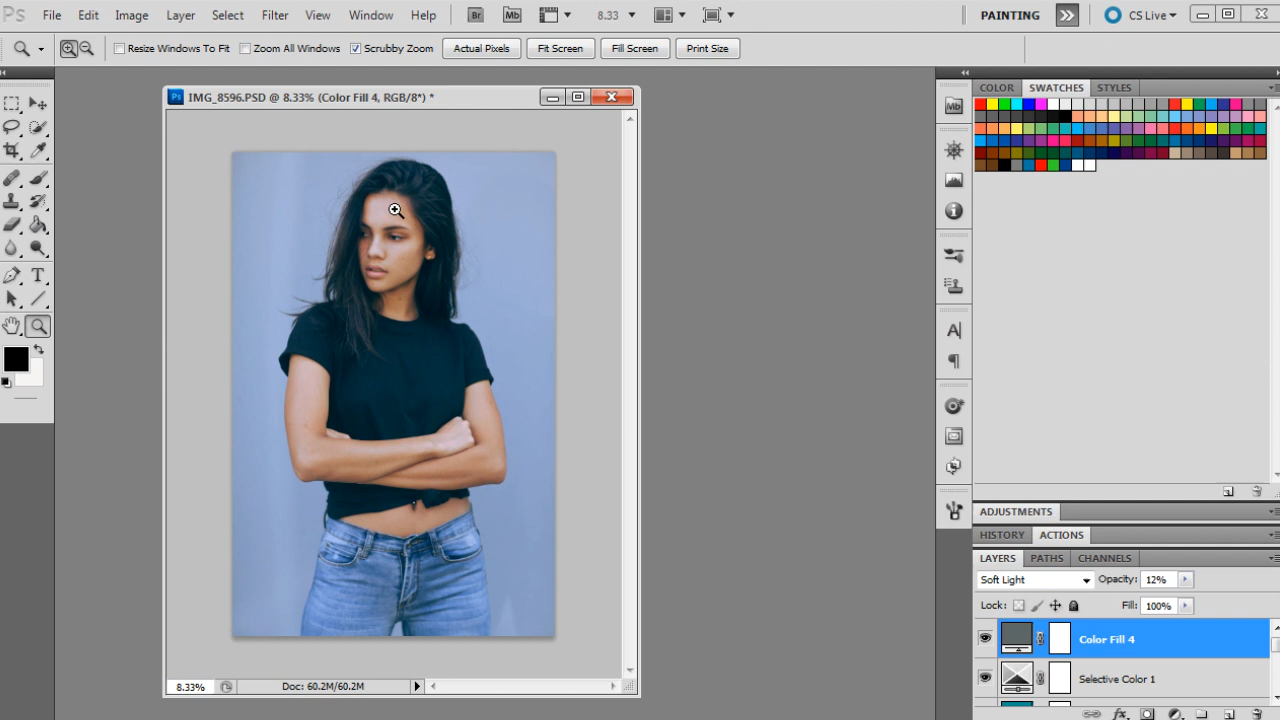 Ps File Edit Image Layer Select Filter View Window Help Br Mb 8.33 PAINTING CS Live
Resize Windows To Fit Zoom All Windows Scrubby Zoom Actual Pixels Fit Screen Fill Screen Print Size
Ps IMG_8596.PSD @ 8.33% (Color Fill 4, RGB/8*) *
COLOR SWATCHES STYLES
Mb
T
A
ADJUSTMENTS
HISTORY ACTIONS
LAYERS PATHS CHANNELS
Soft Light Opacity: 12%
Lock: Fill: 100%
Color Fill 4
Selective Color 1
8.33% Doc: 60.2M/60.2M
fx